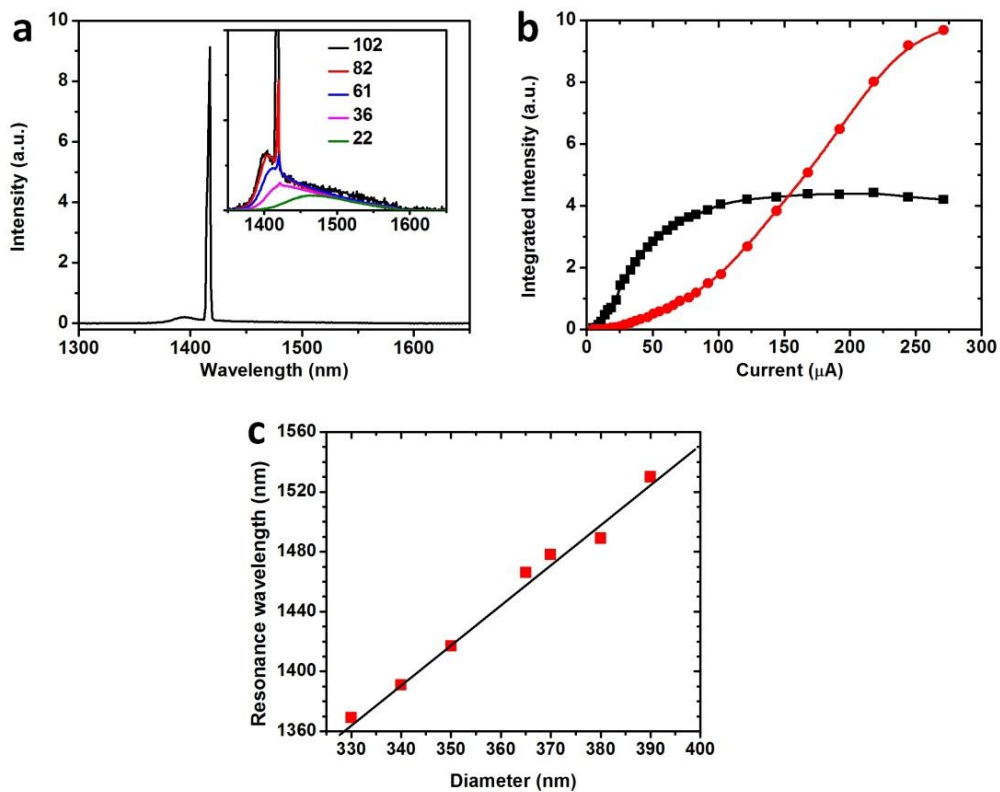 a
10
8
6
4
2
0
Intensity (a.u.)
102
82
61
36
22
1400 1500 1600
1300 1400 1500 1600
Wavelength (nm)
b
10
8
6
4
2
0
Integrated Intensity (a.u.)
0 50 100 150 200 250 300
Current (μA)
c
1560
1520
1480
1440
1400
1360
Resonance wavelength (nm)
330 340 350 360 370 380 390 400
Diameter (nm)